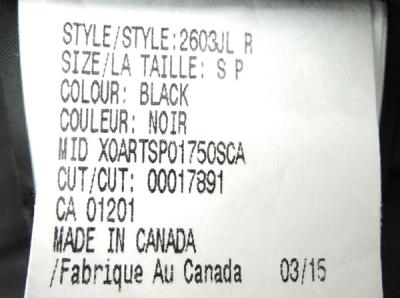 STYLE/STYLE:2603JL R
SIZE/LA TAILLE: S P
COLOUR: BLACK
COULEUR: NOIR
MID XOARTSP01750SCA
CUT/CUT: 00017891
CA 01201
MADE IN CANADA
/Fabrique Au Canada 03/15